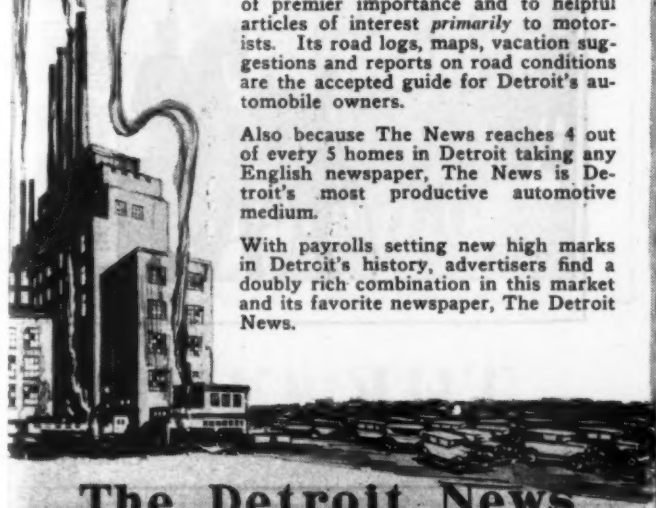 of premier importance and to helpful
articles of interest primarily to motor-
ists. Its road logs, maps, vacation sug-
gestions and reports on road conditions
are the accepted guide for Detroit's au-
tomobile owners.
Also because The News reaches 4 out
of every 5 homes in Detroit taking any
English newspaper, The News is De-
troit's most productive automotive
medium.
With payrolls setting new high marks
in Detroit's history, advertisers find a
doubly rich combination in this market
and its favorite newspaper, The Detroit
News.
The Detroit News